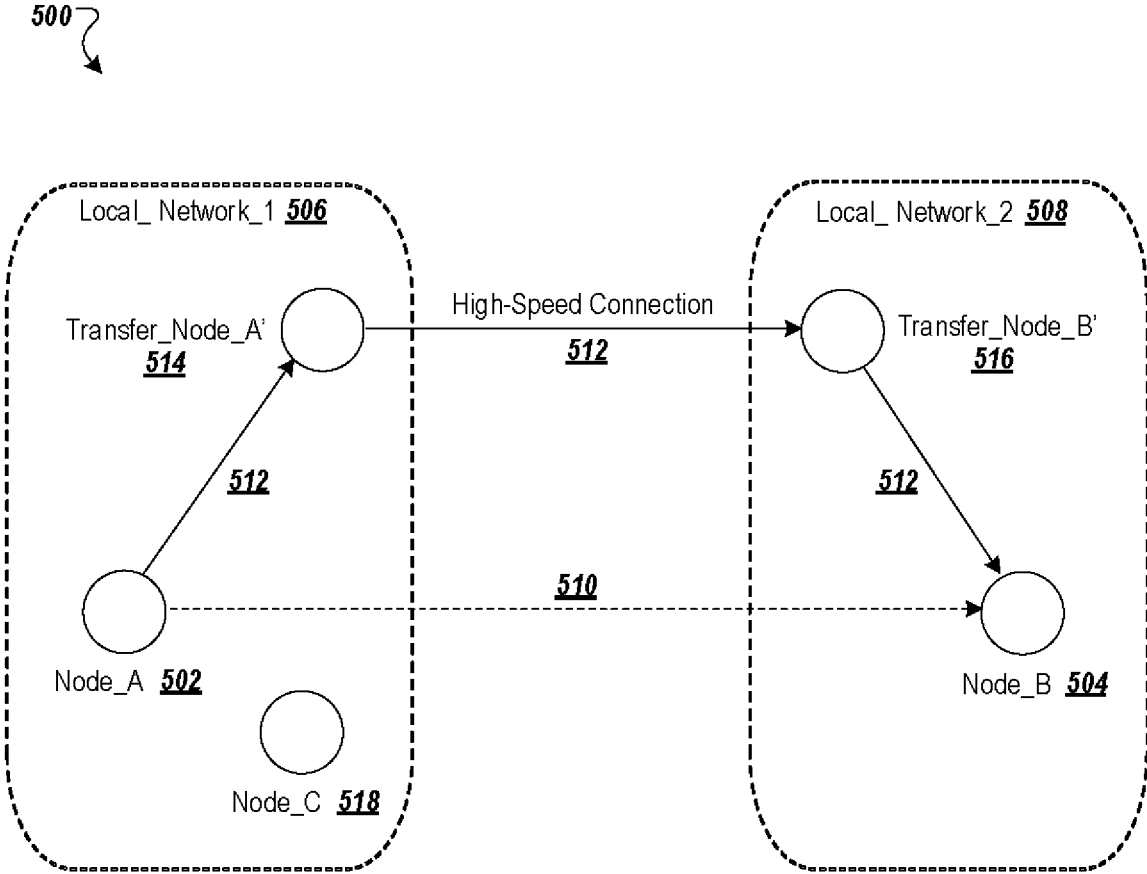 500
Local_ Network_1 506
Local_ Network_2 508
High-Speed Connection
512
Transfer_Node_A'
514
Transfer_Node_B'
516
512
512
510
Node_A 502
Node_B 504
Node_C 518